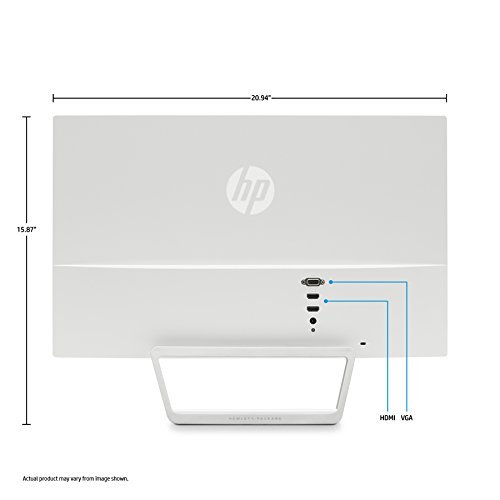 20.94"
hp
15.87"
HDMI
VGA
HEWLETT-PACKARD
Actual product may vary from image shown.